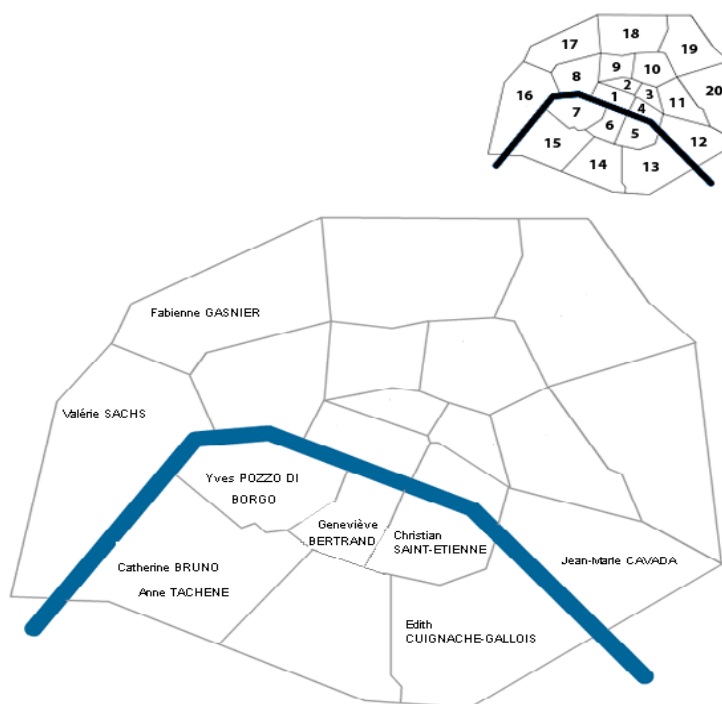 18
17
19
9
10
8
20
2
3
16
1
11
4
7
6
5
12
15
14
13
Fabienne GASNIER
Valérie SACHS
Yves POZZO DI
BORGO
Geneviève
BERTRAND
Christian
SAINT-ETIENNE
Jean-Marie CAVADA
Catherine BRUNO
Anne TACHENE
Edith
CUIGNACHE-GALLOIS